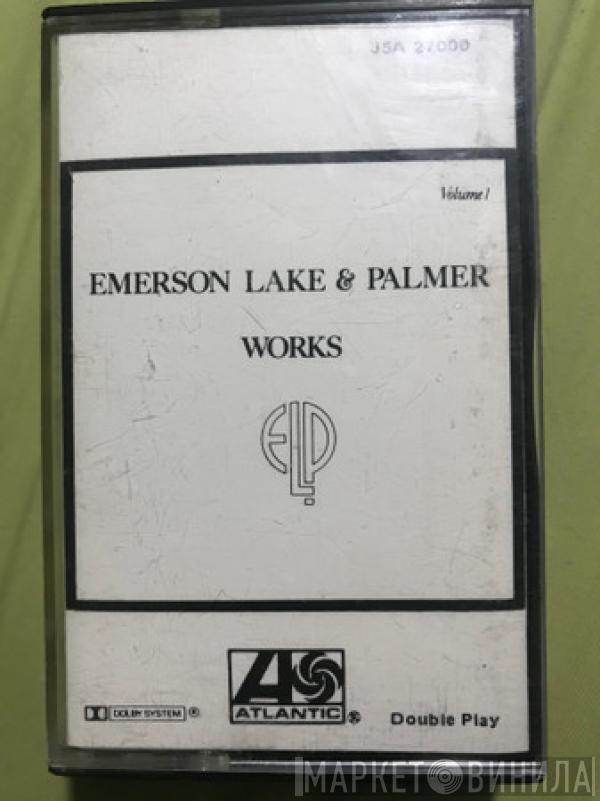 J5A 27000
Volume I
EMERSON LAKE & PALMER
WORKS
ELP
DOLBY SYSTEM ®
ATLANTIC ®
Double Play
МАРКЕТ ВИНИЛА